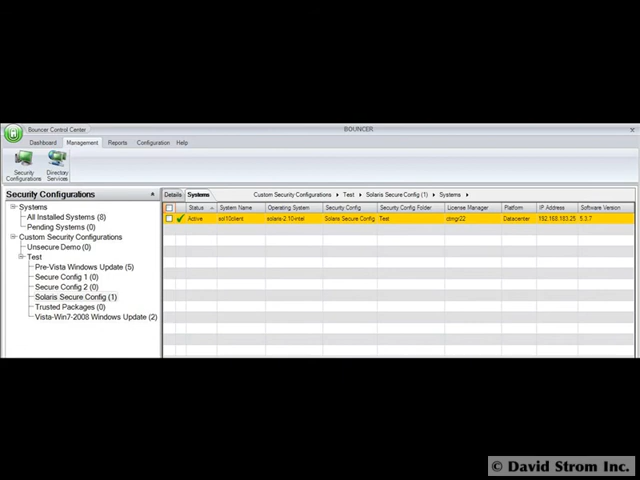 Bouncer Control Center
BOUNCER
Dashboard Management Reports Configuration Help
Security Configurations
Directory Services
Security Configurations
Systems
All Installed Systems (8)
Pending Systems (0)
Custom Security Configurations
Unsecure Demo (0)
Test
Pre-Vista Windows Update (5)
Secure Config 1 (0)
Secure Config 2 (0)
Solaris Secure Config (1)
Trusted Packages (0)
Vista-Win7-2008 Windows Update (2)
Details Systems Custom Security Configurations Test Solaris Secure Config (1) Systems
Status System Name Operating System Security Config Security Config Folder License Manager Platform IP Address Software Version
Active sol10client solaris-2.10-intel Solaris Secure Config Test ctmgr22 Datacenter 192.168.183.25 5.3.7
© David Strom Inc.